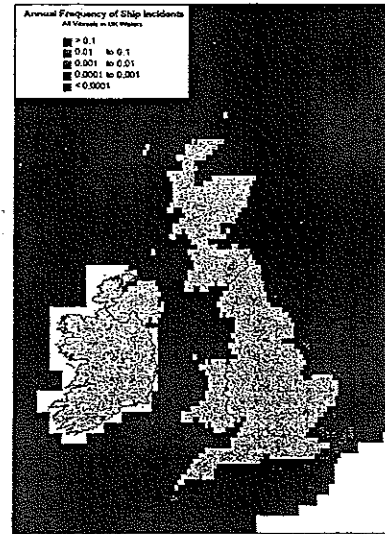 Annual Frequency of Ship Incidents
All Vessels in UK Waters
> 0.1
0.01 to 0.1
0.001 to 0.01
0.0001 to 0.001
< 0.0001